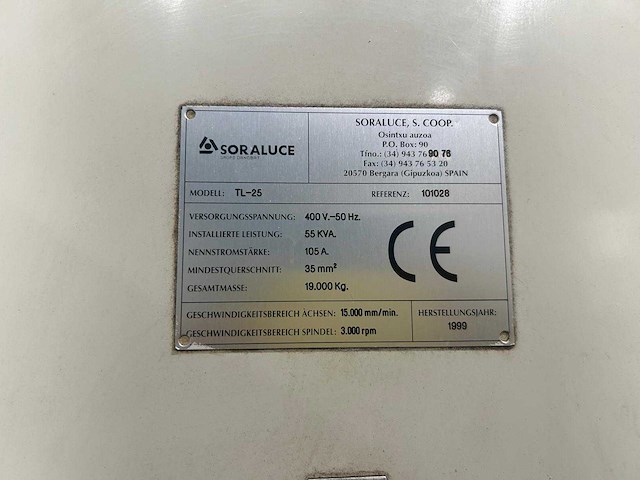 SORALUCE
SORALUCE, S. COOP.
Osintxu auzoa
P.O. Box: 90
Tfno.: (34) 943 76 90 76
Fax: (34) 943 76 53 20
20570 Bergara (Gipuzkoa) SPAIN
MODELL: TL-25 REFERENZ: 101028
VERSORGUNGSSPANNUNG: 400 V.-50 Hz.
INSTALLIERTE LEISTUNG: 55 KVA.
NENNSTROMSTÄRKE: 105 A.
MINDESTQUERSCHNITT: 35 mm²
GESAMTMASSE: 19.000 Kg.
CE
GESCHWINDIGKEITSBEREICH ACHSEN: 15.000 mm/min.
GESCHWINDIGKEITSBEREICH SPINDEL: 3.000 rpm
HERSTELLUNGSJAHR:
1999